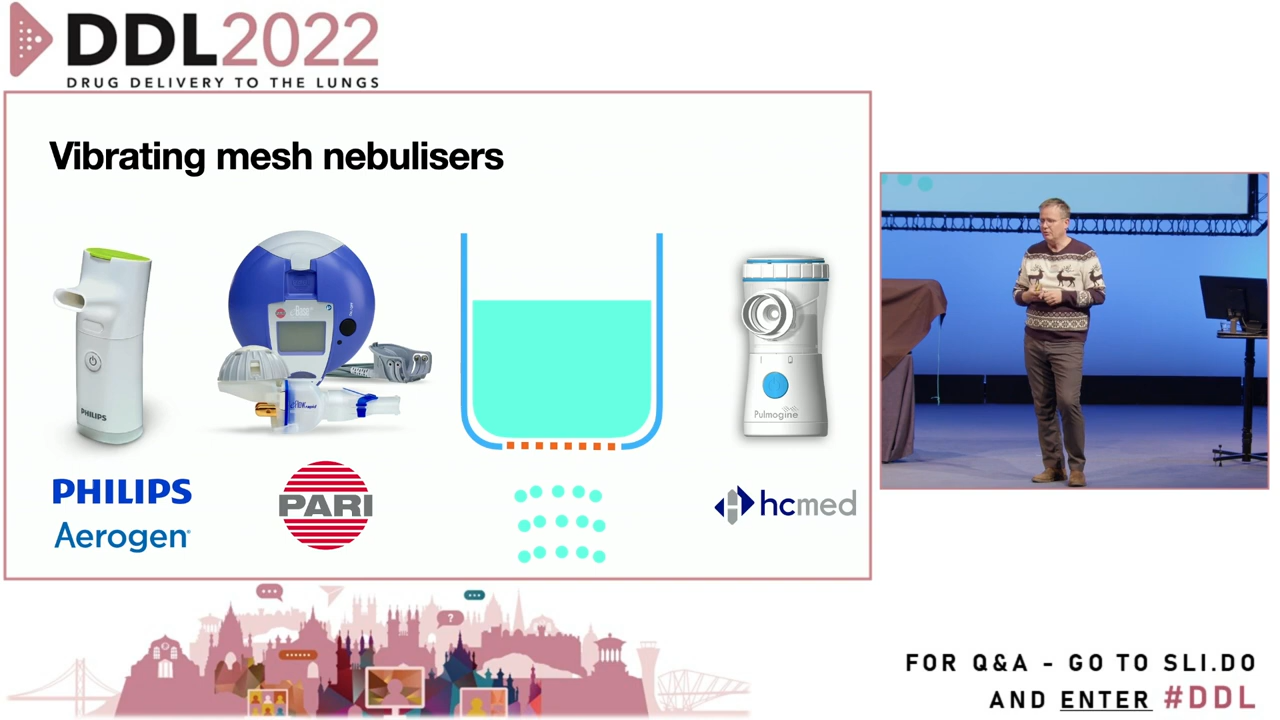 DDL2022
DRUG DELIVERY TO THE LUNGS
Vibrating mesh nebulisers
PHILIPS
Pulmogine
PHILIPS
Aerogen
PARI
hcmed
?
FOR Q&A - GO TO SLI.DO
AND ENTER #DDL